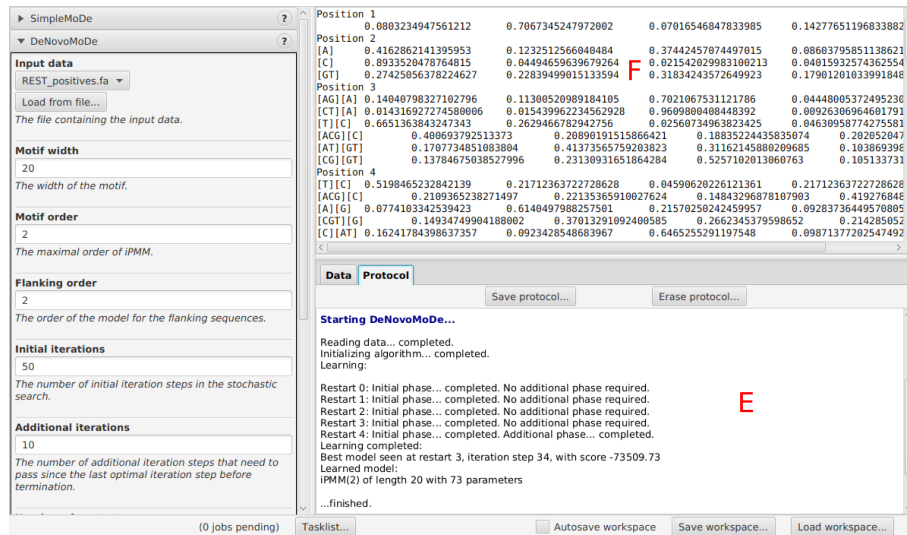 SimpleMoDe ?
DeNovoMoDe ?
Input data
REST_positives.fa
Load from file...
The file containing the input data.
Motif width
20
The width of the motif.
Motif order
2
The maximal order of iPMM.
Flanking order
2
The order of the model for the flanking sequences.
Initial iterations
50
The number of initial iteration steps in the stochastic
search.
Additional iterations
10
The number of additional iteration steps that need to
pass since the last optimal iteration step before
termination.
Position 1
0.0803234947561212 0.7067345247972002 0.07016546847833985 0.14277651196833882
Position 2
[A] 0.4162862141395953 0.1232512566040484 0.37442457074497015 0.08603795851138621
[C] 0.8933520478764815 0.04494659639679264 0.021542029983100213 0.04015932574362554
[GT] 0.27425056378224627 0.22839499015133594 0.31834243572649923 0.17901201033991848
F
Position 3
[AG][A] 0.14040798327102796 0.11300520989184105 0.7021067531121786 0.04448005372495230
[CT][A] 0.01431692727458006 0.015439962234562928 0.9609800408448392 0.00926306964601791
[T][C] 0.6651363843247343 0.2629466782942756 0.02560734963823425 0.04630958774275581
[ACG][C] 0.400693792513373 0.20890191515866421 0.18835224435835074 0.202052047
[AT][GT] 0.1707734851083804 0.41373565759203823 0.31162145880209685 0.103869398
[CG][GT] 0.13784675038527996 0.23130931651864284 0.5257102013060763 0.105133731
Position 4
[T][C] 0.5198465232842139 0.21712363722728628 0.04590620226121361 0.21712363722728628
[ACG][C] 0.2109365238271497 0.22135365910027624 0.14843296878107903 0.419276848
[A][G] 0.0774103342539423 0.6140497988257501 0.21570250242459957 0.09283736449570805
[CGT][G] 0.14934749904188002 0.37013291092400585 0.2662345379598652 0.214285052
[C][AT] 0.16241784398637357 0.0923428548683967 0.6465255291197548 0.09871377202547492
Data Protocol
Save protocol... Erase protocol...
Starting DeNovoMoDe...
Reading data... completed.
Initializing algorithm... completed.
Learning:
Restart 0: Initial phase... completed. No additional phase required.
Restart 1: Initial phase... completed. No additional phase required.
Restart 2: Initial phase... completed. No additional phase required.
Restart 3: Initial phase... completed. No additional phase required.
Restart 4: Initial phase... completed. Additional phase... completed.
Learning completed:
Best model seen at restart 3, iteration step 34, with score -73509.73
Learned model:
iPMM(2) of length 20 with 73 parameters
...finished.
E
(0 jobs pending) Tasklist... Autosave workspace Save workspace... Load workspace...